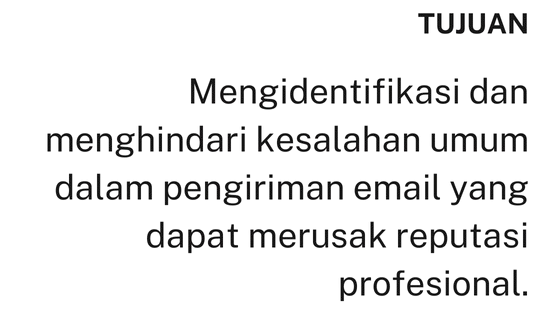 TUJUAN
Mengidentifikasi dan
menghindari kesalahan umum
dalam pengiriman email yang
dapat merusak reputasi
profesional.